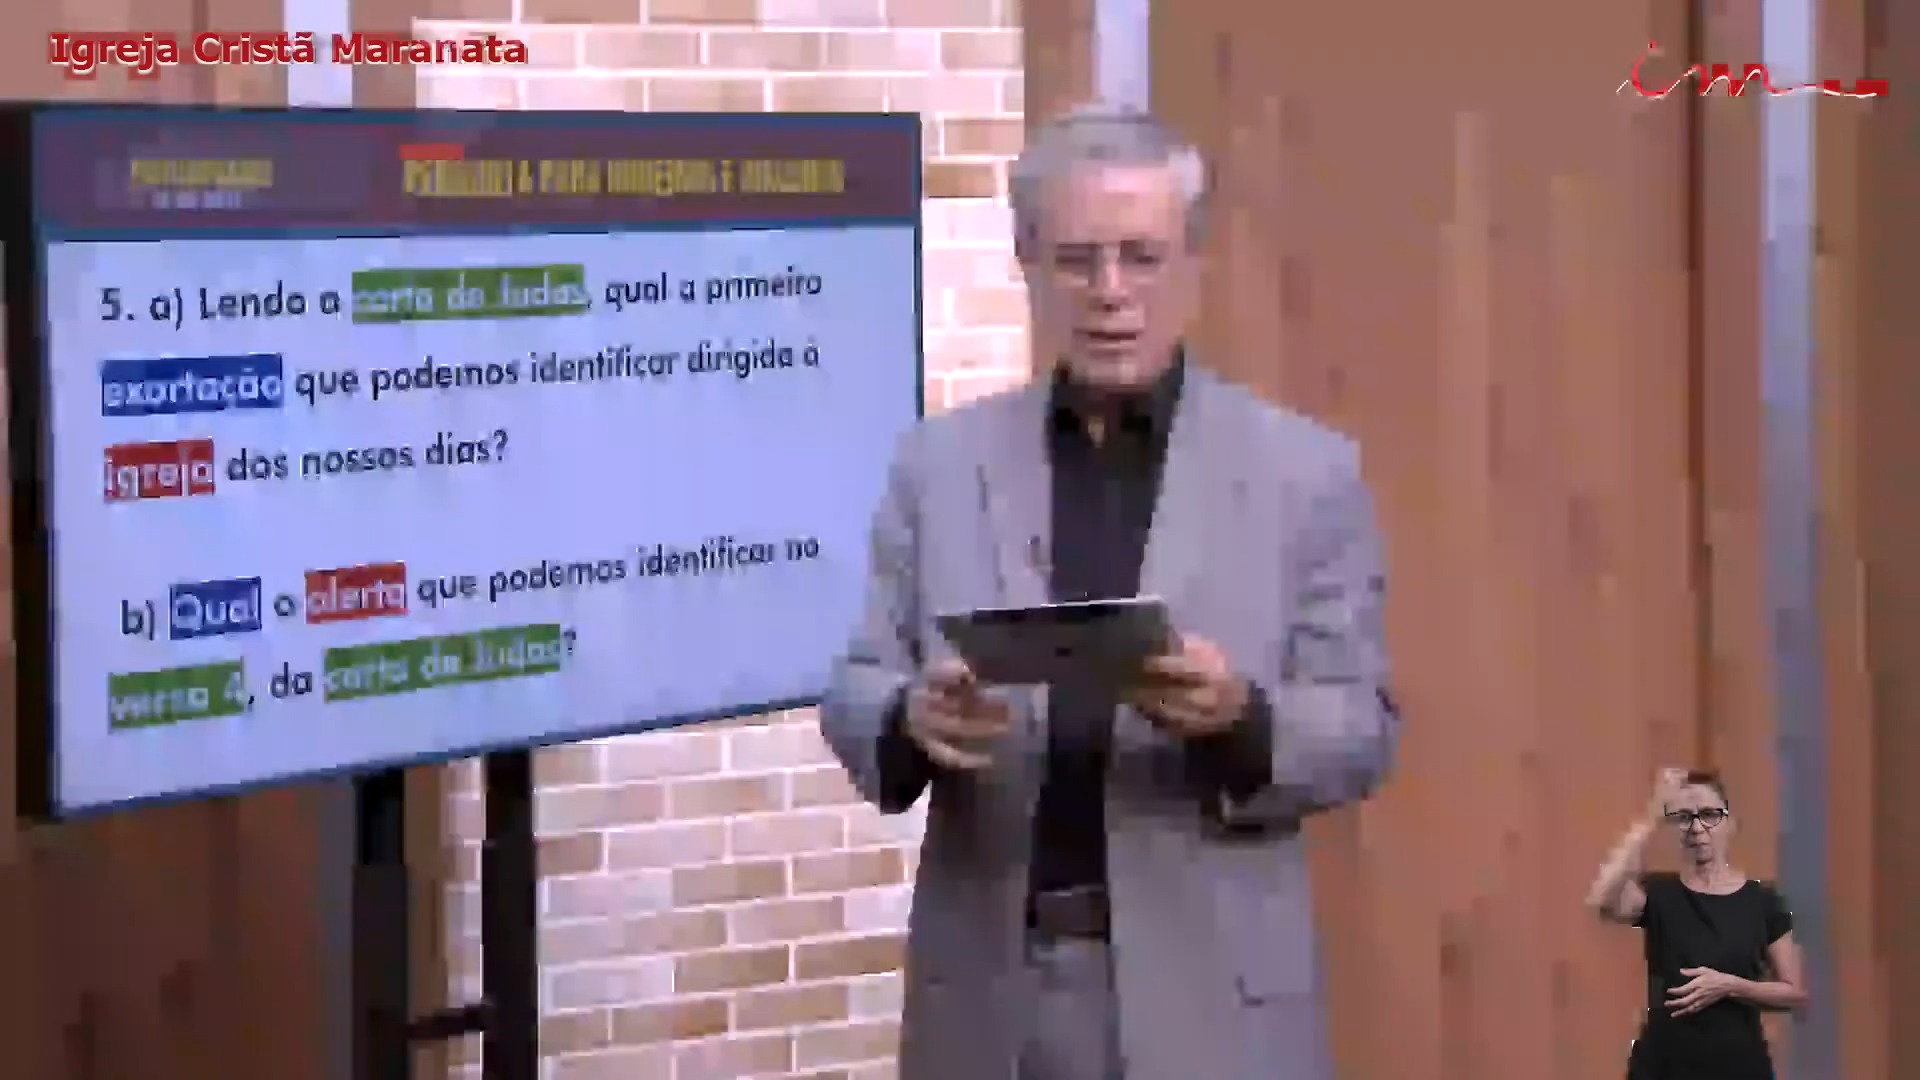 Igreja Cristã Maranata
5. a) Lendo a carta de Judas, qual a primeira
exortação que podemos identificar dirigida à
igreja dos nossos dias?
b) Qual o alerta que podemos identificar no
verso 4, da carta de Judas?